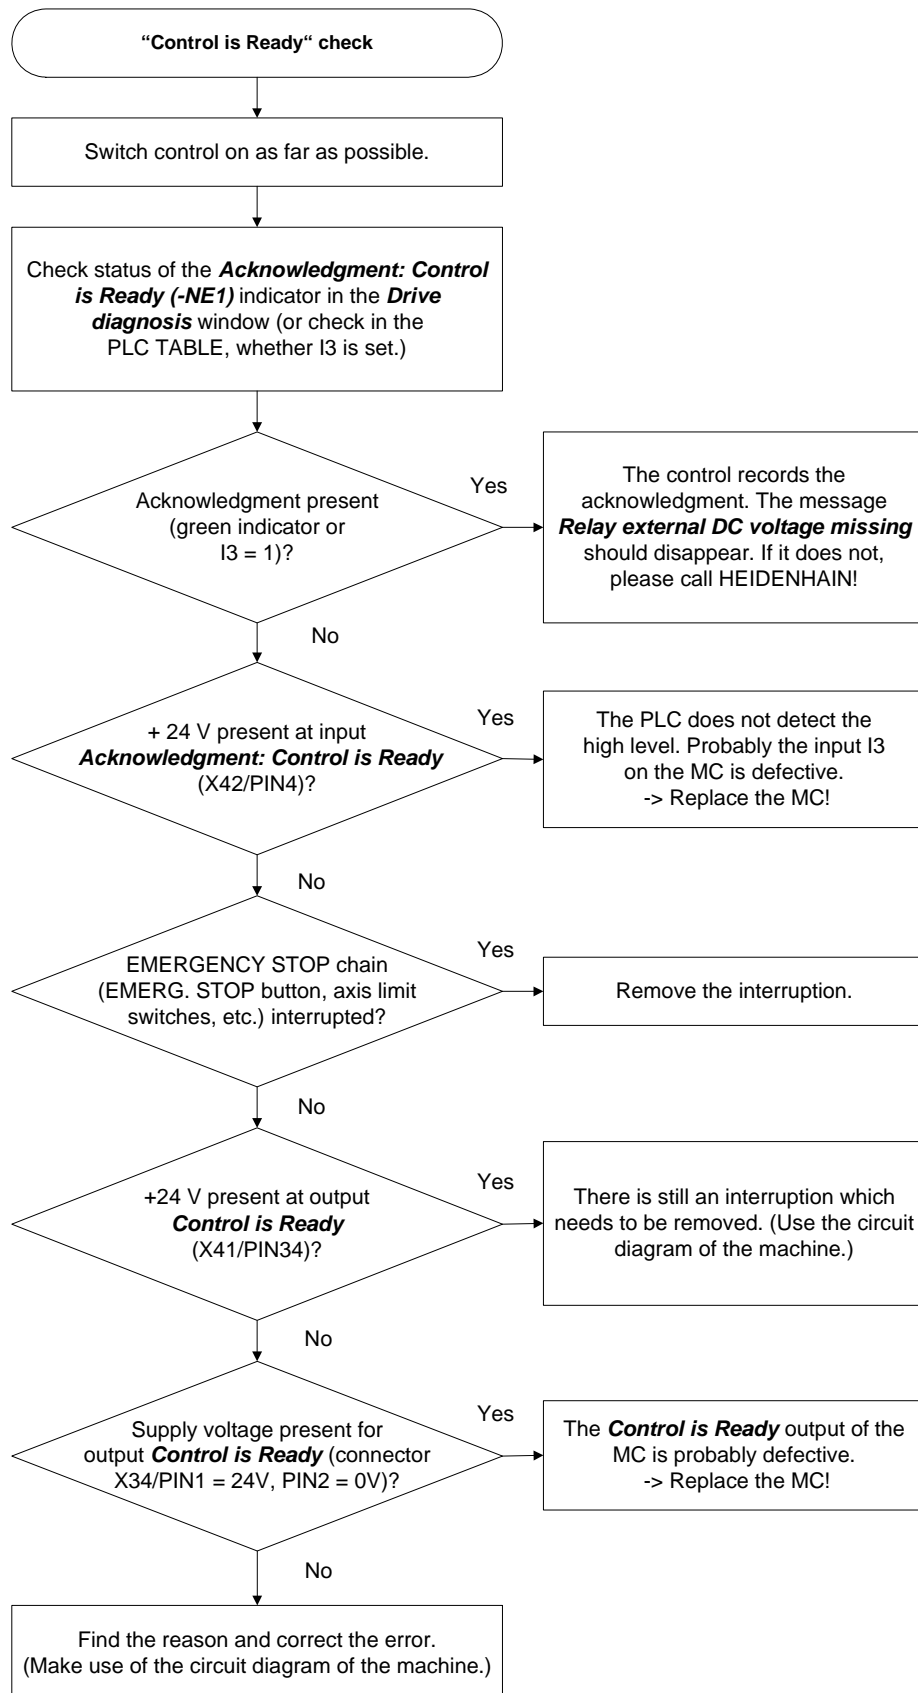 “Control is Ready“ check
Switch control on as far as possible.
Check status of the Acknowledgment: Control
is Ready (-NE1) indicator in the Drive
diagnosis window (or check in the
PLC TABLE, whether I3 is set.)
Acknowledgment present
(green indicator or
I3 = 1)?
Yes
The control records the
acknowledgment. The message
Relay external DC voltage missing
should disappear. If it does not,
please call HEIDENHAIN!
No
+ 24 V present at input
Acknowledgment: Control is Ready
(X42/PIN4)?
Yes
The PLC does not detect the
high level. Probably the input I3
on the MC is defective.
-> Replace the MC!
No
EMERGENCY STOP chain
(EMERG. STOP button, axis limit
switches, etc.) interrupted?
Yes
Remove the interruption.
No
+24 V present at output
Control is Ready
(X41/PIN34)?
Yes
There is still an interruption which
needs to be removed. (Use the circuit
diagram of the machine.)
No
Supply voltage present for
output Control is Ready (connector
X34/PIN1 = 24V, PIN2 = 0V)?
Yes
The Control is Ready output of the
MC is probably defective.
-> Replace the MC!
No
Find the reason and correct the error.
(Make use of the circuit diagram of the machine.)